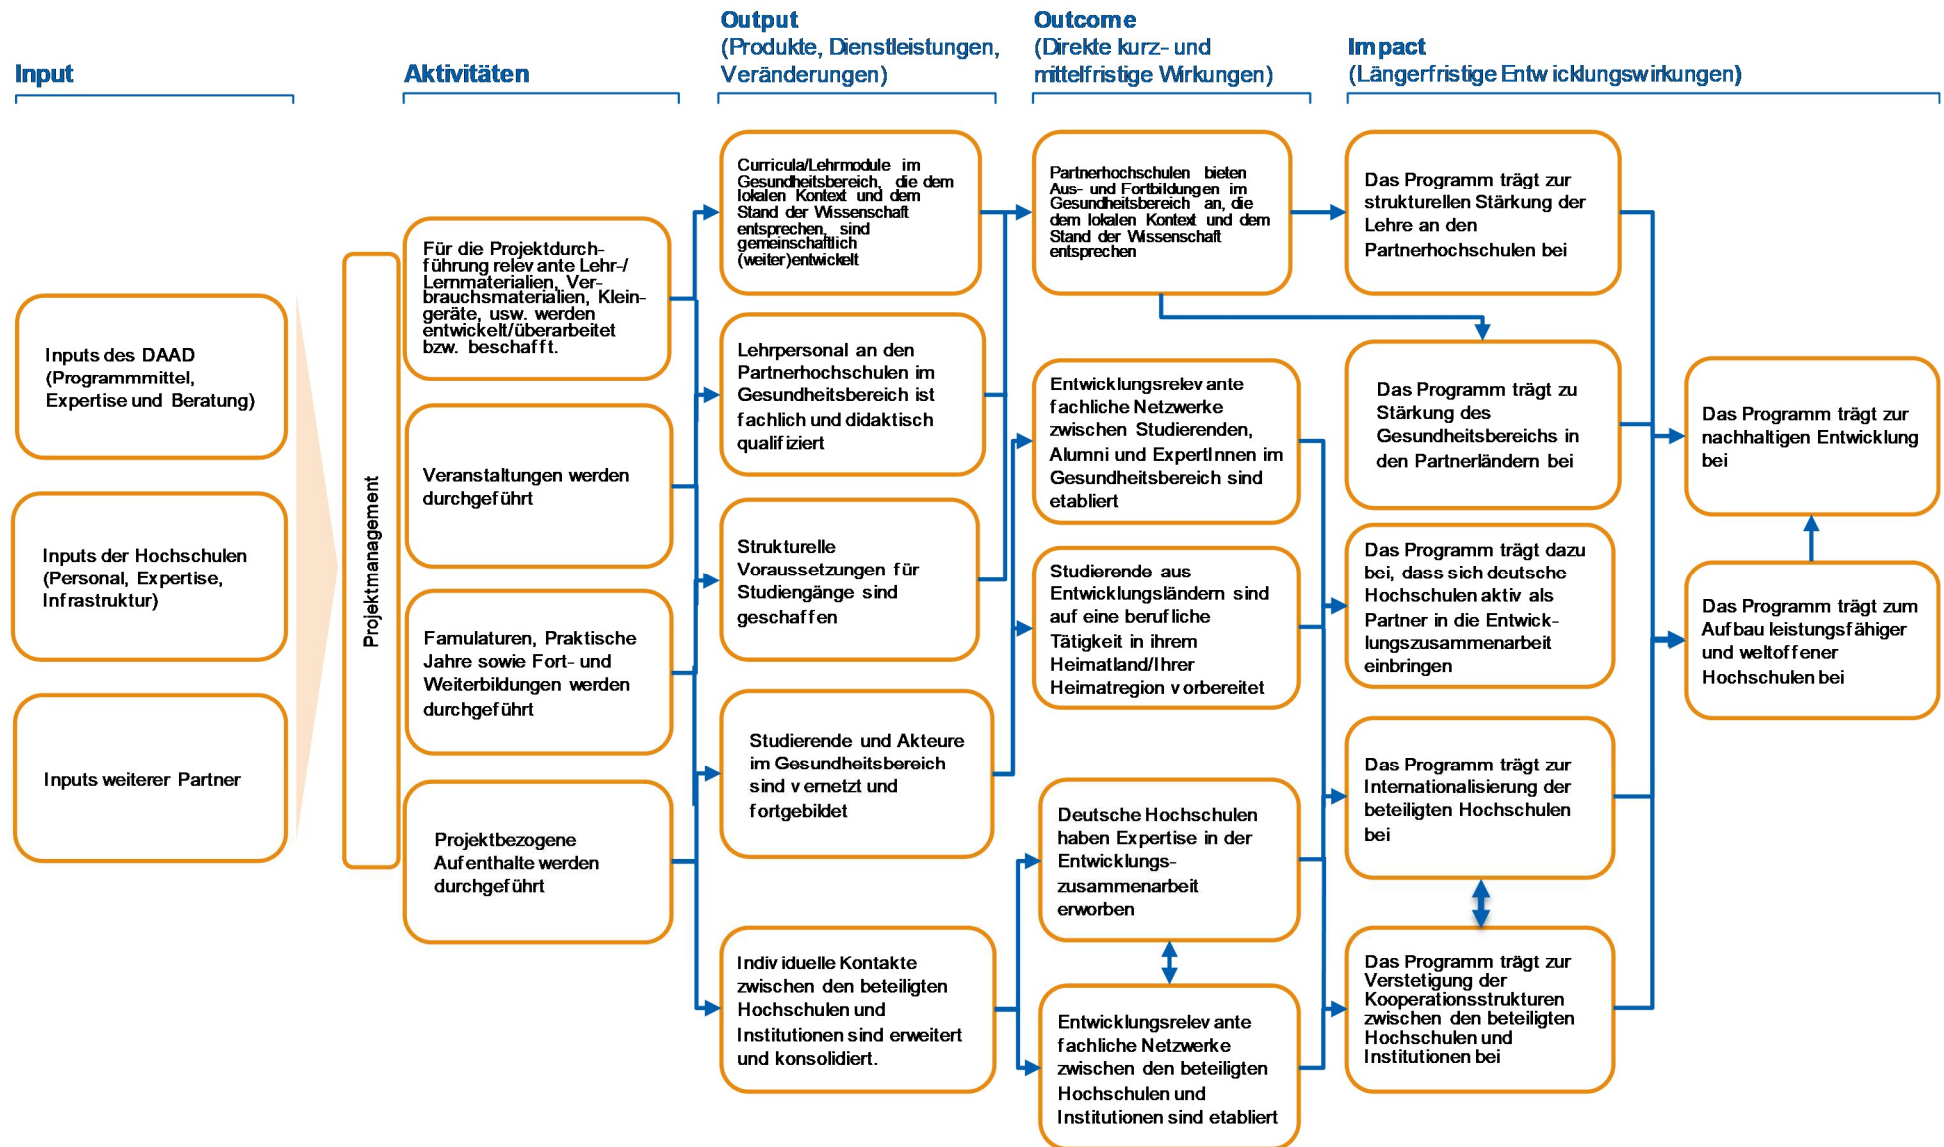 Input
Aktivitäten
Output
(Produkte, Dienstleistungen,
Veränderungen)
Outcome
(Direkte kurz- und
mittelfristige Wirkungen)
Impact
(Längerfristige Entwicklungswirkungen)
Inputs des DAAD
(Programmmittel,
Expertise und Beratung)
Inputs der Hochschulen
(Personal, Expertise,
Infrastruktur)
Inputs weiterer Partner
Projektmanagement
Für die Projektdurch-
führung relevante Lehr-/
Lernmaterialien, Ver-
brauchsmaterialien, Klein-
geräte, usw. werden
entwickelt/überarbeitet
bzw. beschafft.
Veranstaltungen werden
durchgeführt
Famulaturen, Praktische
Jahre sowie Fort- und
Weiterbildungen werden
durchgeführt
Projektbezogene
Aufenthalte werden
durchgeführt
Curricula/Lehrmodule im
Gesundheitsbereich, die dem
lokalen Kontext und dem
Stand der Wissenschaft
entsprechen, sind
gemeinschaftlich
(weiter)entwickelt
Lehrpersonal an den
Partnerhochschulen im
Gesundheitsbereich ist
fachlich und didaktisch
qualifiziert
Strukturelle
Voraussetzungen für
Studiengänge sind
geschaffen
Studierende und Akteure
im Gesundheitsbereich
sind vernetzt und
fortgebildet
Individuelle Kontakte
zwischen den beteiligten
Hochschulen und
Institutionen sind erweitert
und konsolidiert.
Partnerhochschulen bieten
Aus- und Fortbildungen im
Gesundheitsbereich an, die
dem lokalen Kontext und dem
Stand der Wissenschaft
entsprechen
Entwicklungsrelevante
fachliche Netzwerke
zwischen Studierenden,
Alumni und ExpertInnen im
Gesundheitsbereich sind
etabliert
Studierende aus
Entwicklungsländern sind
auf eine berufliche
Tätigkeit in ihrem
Heimatland/Ihrer
Heimatregion vorbereitet
Deutsche Hochschulen
haben Expertise in der
Entwicklungs-
zusammenarbeit
erworben
Entwicklungsrelevante
fachliche Netzwerke
zwischen den beteiligten
Hochschulen und
Institutionen sind etabliert
Das Programm trägt zur
strukturellen Stärkung der
Lehre an den
Partnerhochschulen bei
Das Programm trägt zu
Stärkung des
Gesundheitsbereichs in
den Partnerländern bei
Das Programm trägt dazu
bei, dass sich deutsche
Hochschulen aktiv als
Partner in die Entwick-
lungszusammenarbeit
einbringen
Das Programm trägt zur
Internationalisierung der
beteiligten Hochschulen
bei
Das Programm trägt zur
Verstetigung der
Kooperationsstrukturen
zwischen den beteiligten
Hochschulen und
Institutionen bei
Das Programm trägt zur
nachhaltigen Entwicklung
bei
Das Programm trägt zum
Aufbau leistungsfähiger
und weltoffener
Hochschulen bei